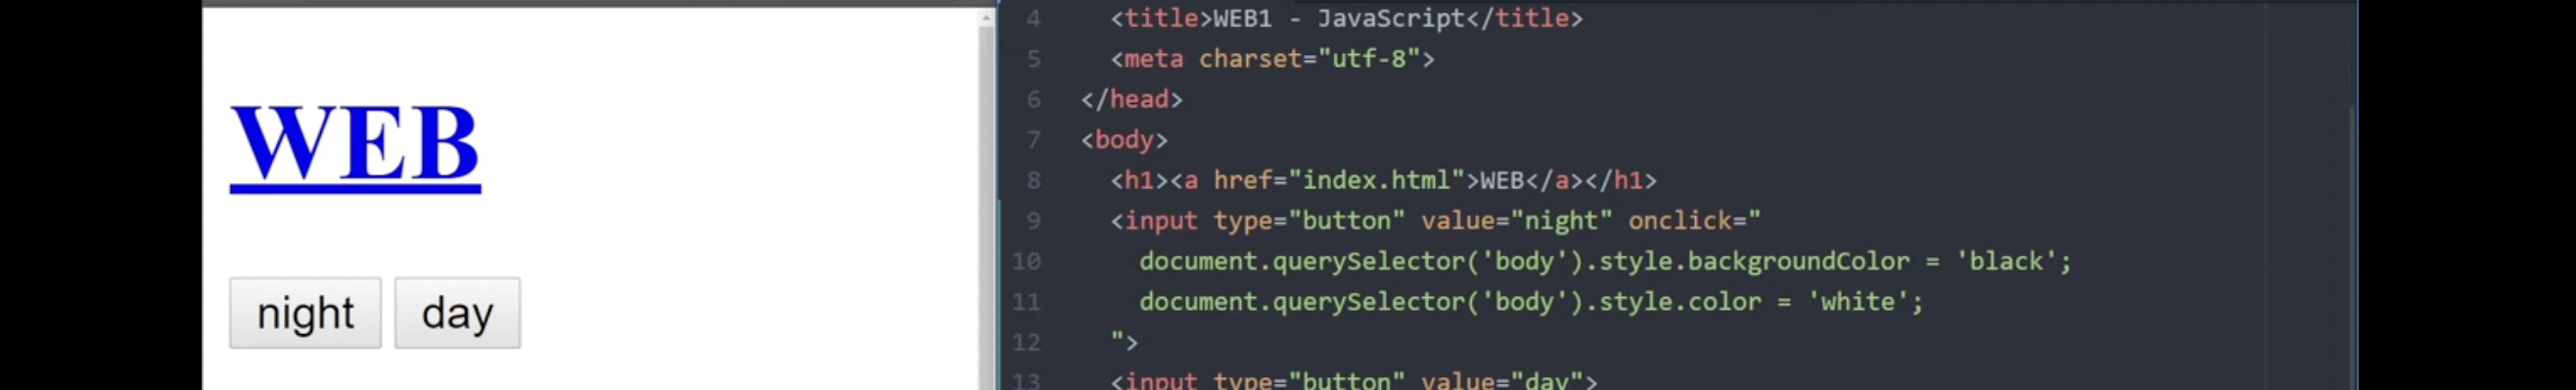 WEB
night day
4 <title>WEB1 - JavaScript</title>
5 <meta charset="utf-8">
6 </head>
7 <body>
8 <h1><a href="index.html">WEB</a></h1>
9 <input type="button" value="night" onclick="
10 document.querySelector('body').style.backgroundColor = 'black';
11 document.querySelector('body').style.color = 'white';
12 ">
13 <input type="button" value="day">